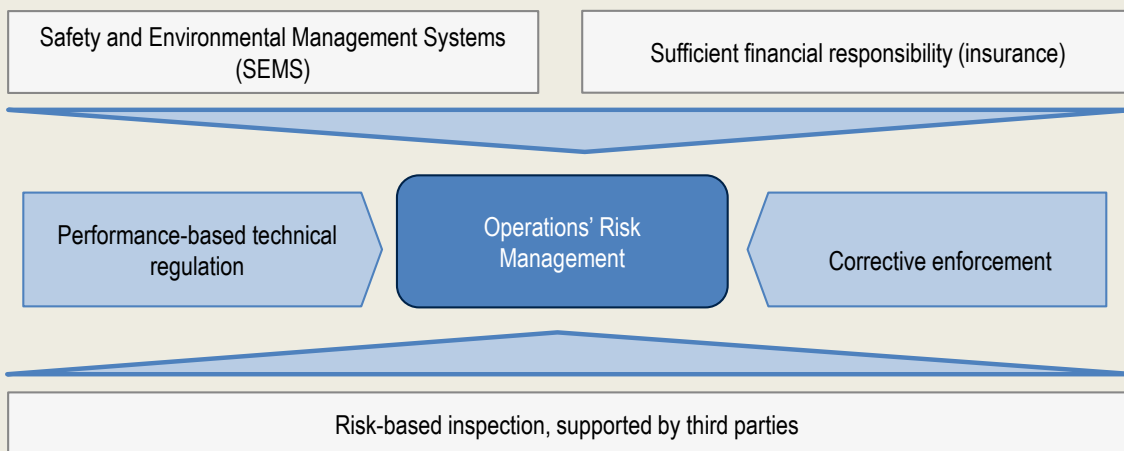 Safety and Environmental Management Systems
(SEMS)
Sufficient financial responsibility (insurance)
Performance-based technical
regulation
Operations’ Risk
Management
Corrective enforcement
Risk-based inspection, supported by third parties